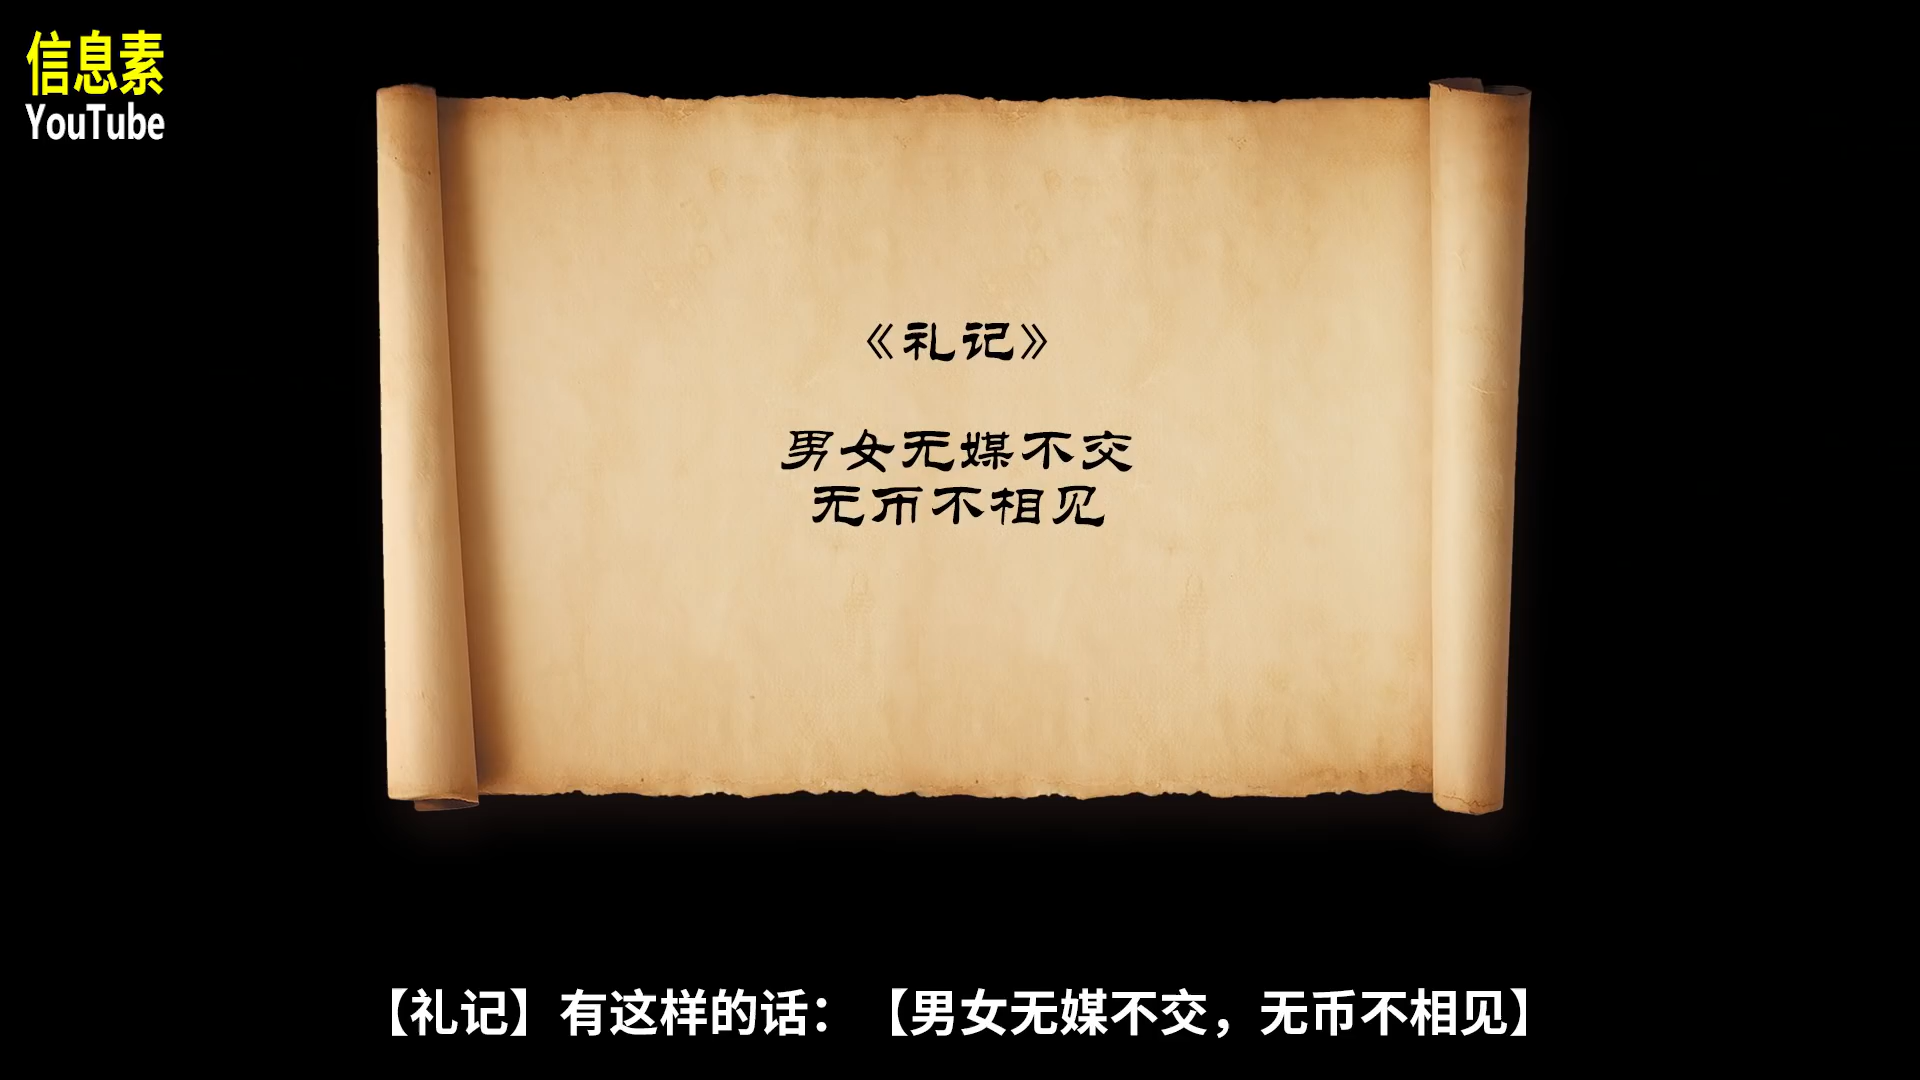 信息素
YouTube
《礼记》
男女无媒不交
无币不相见
【礼记】有这样的话：【男女无媒不交，无币不相见】